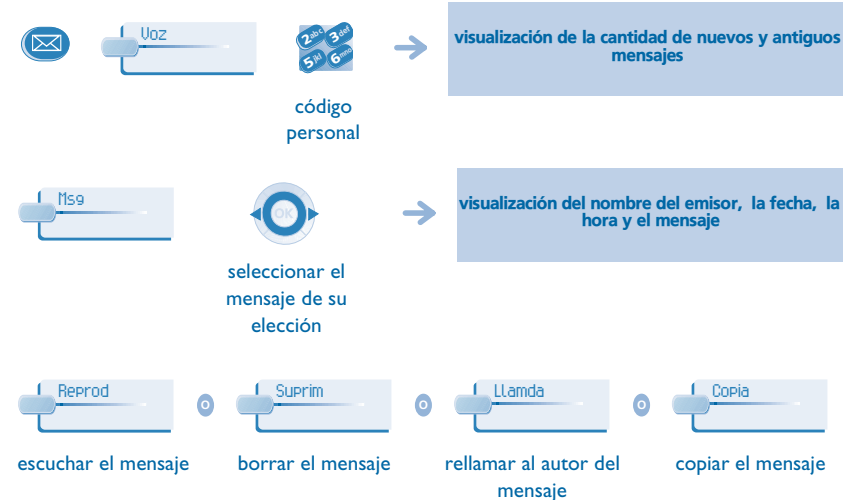 Voz
2abc 3def
5jkl 6mno
código
personal
visualización de la cantidad de nuevos y antiguos
mensajes
Msg
OK
seleccionar el
mensaje de su
elección
visualización del nombre del emisor, la fecha, la
hora y el mensaje
Reprod
o
Suprim
o
LLamda
o
Copia
escuchar el mensaje
borrar el mensaje
rellamar al autor del
mensaje
copiar el mensaje